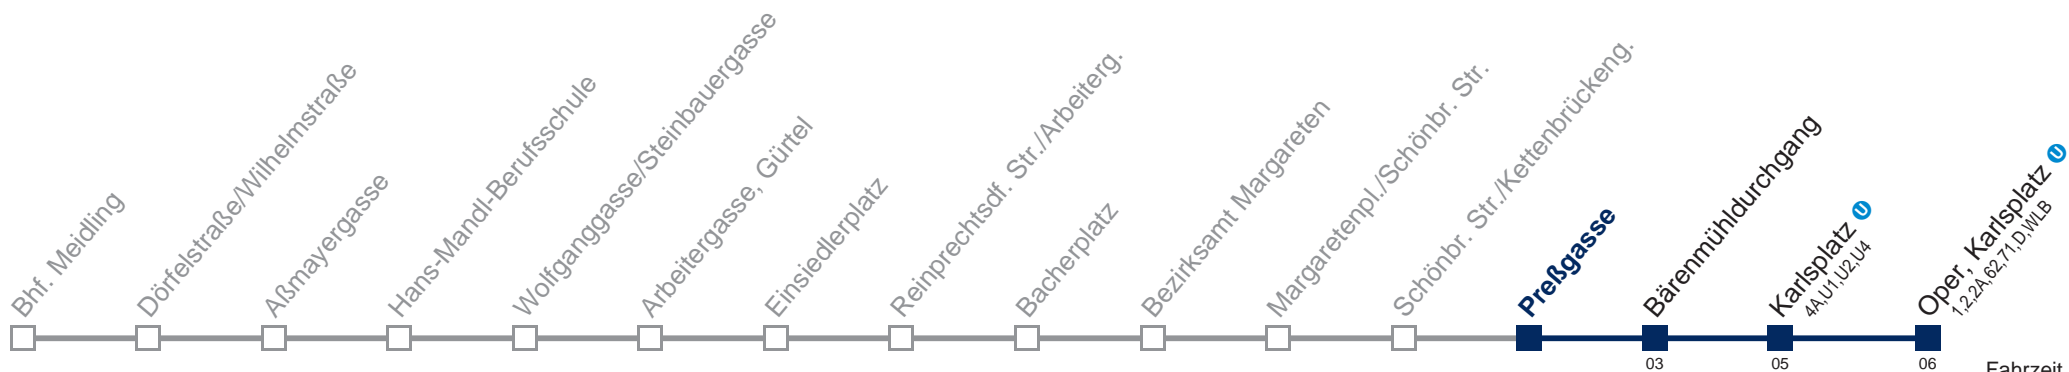 Bhf. Meidling
Dörfelstraße/Wilhelmstraße
Aßmayergasse
Hans-Mandl-Berufsschule
Wolfganggasse/Steinbauergasse
Arbeitergasse, Gürtel
Einsiedlerplatz
Reinprechtsdf. Str./Arbeiterg.
Bacherplatz
Bezirksamt Margareten
Margaretenpl./Schönbr. Str.
Schönbr. Str./Kettenbrückeng.
Preßgasse
Bärenmühldurchgang
Karlsplatz U
4A,U1,U2,U4
Oper, Karlsplatz U
1,2,2A,62,71,D,WLB
03
05
06
Fahrzeit